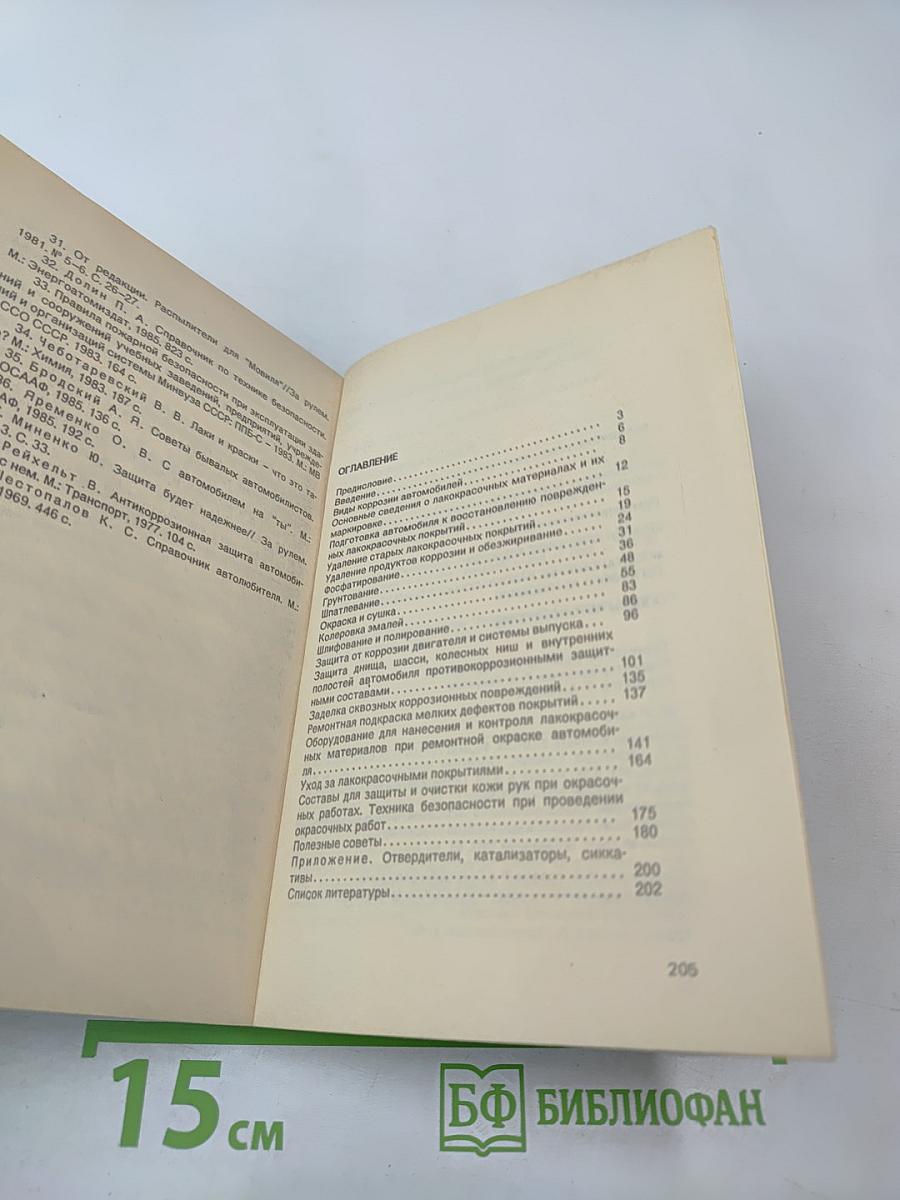 31. От редакции. Распылители для "Мовиля"//За рулем.
1981. № 5–6. С. 26–27.
32. Долин П. А. Справочник по технике безопасности.
М.: Энергоатомиздат, 1985. 823 с.
33. Правила пожарной безопасности при эксплуатации зда-
ний и сооружений учебных заведений, предприятий, учрежде-
ний и организаций системы Минвуза СССР: ППБ-С – 1983. М.: МВ
ССО СССР. 1983. 164 с.
34. Чеботаревский В. В. Лаки и краски – что это та-
? М.: Химия, 1983. 187 с.
35. Бродский А. Я. Советы бывалых автомобилистов.
ОСААФ, 1985. 136 с.
36. Яременко О. В. С автомобилем на "ты". М.:
АФ, 1985. 192 с.
Миненко Ю. Защита будет надежнее// За рулем.
3. С. 33.
рейхельт В. Антикоррозионная защита автомоби-
с нем. М.: Транспорт, 1977. 104 с.
Шестопалов К. С. Справочник автолюбителя. М.:
1969. 446 с.
ОГЛАВЛЕНИЕ
Предисловие 3
Введение 6
Виды коррозии автомобилей 8
Основные сведения о лакокрасочных материалах и их
маркировке 12
Подготовка автомобиля к восстановлению поврежден-
ных лакокрасочных покрытий 15
Удаление старых лакокрасочных покрытий 19
Удаление продуктов коррозии и обезжиривание 24
Фосфатирование 31
Грунтование 36
Шпатлевание 48
Окраска и сушка 55
Колеровка эмалей 83
Шлифование и полирование 86
Защита от коррозии двигателя и системы выпуска 96
Защита днища, шасси, колесных ниш и внутренних
полостей автомобиля противокоррозионными защит-
ными составами 101
Заделка сквозных коррозионных повреждений 135
Ремонтная подкраска мелких дефектов покрытий 137
Оборудование для нанесения и контроля лакокрасоч-
ных материалов при ремонтной окраске автомоби-
ля 141
Уход за лакокрасочными покрытиями 164
Составы для защиты и очистки кожи рук при окрасоч-
ных работах. Техника безопасности при проведении
окрасочных работ 175
Полезные советы 180
Приложение. Отвердители, катализаторы, сикка-
тивы 200
Список литературы 202
205
15 см
БФ БИБЛИОФАН